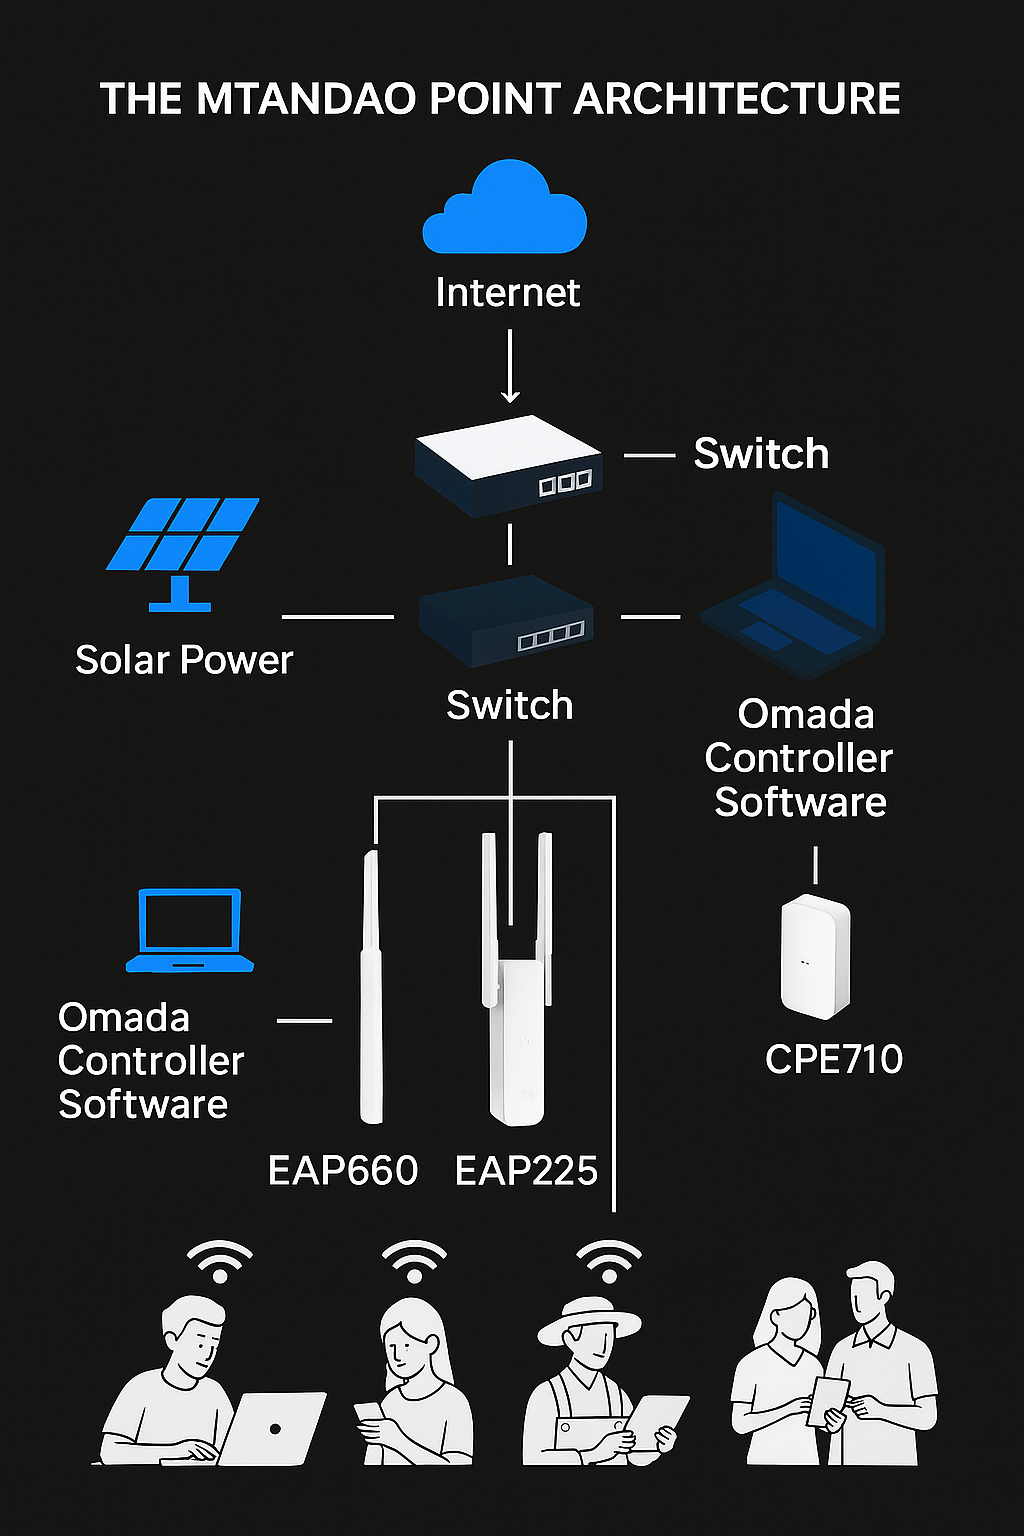 THE MTANDAO POINT ARCHITECTURE
Internet
Switch
Solar Power
Switch
Omada
Controller
Software
Omada
Controller
Software
CPE710
EAP660
EAP225